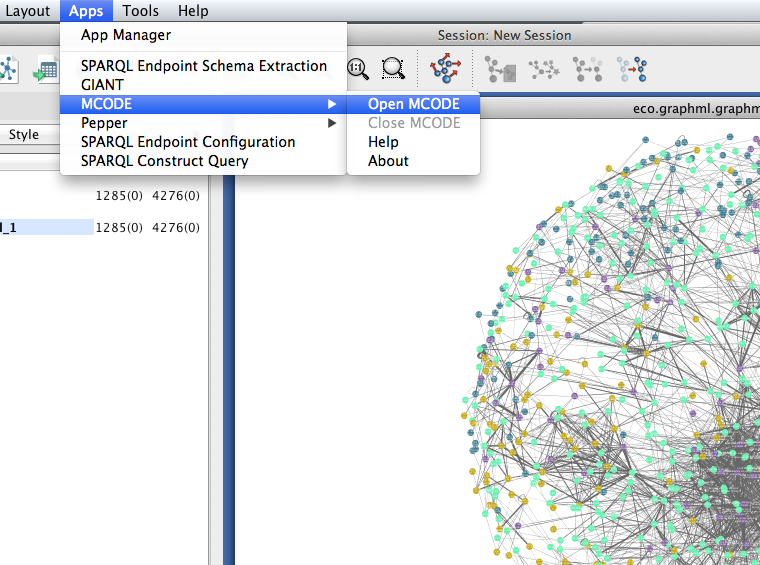 Layout Apps Tools Help
App Manager
Session: New Session
SPARQL Endpoint Schema Extraction
GIANT
1:1
MCODE
Open MCODE
eco.graphml.graphm
Pepper
Close MCODE
Style
SPARQL Endpoint Configuration
Help
SPARQL Construct Query
About
1285(0) 4276(0)
l_1 1285(0) 4276(0)